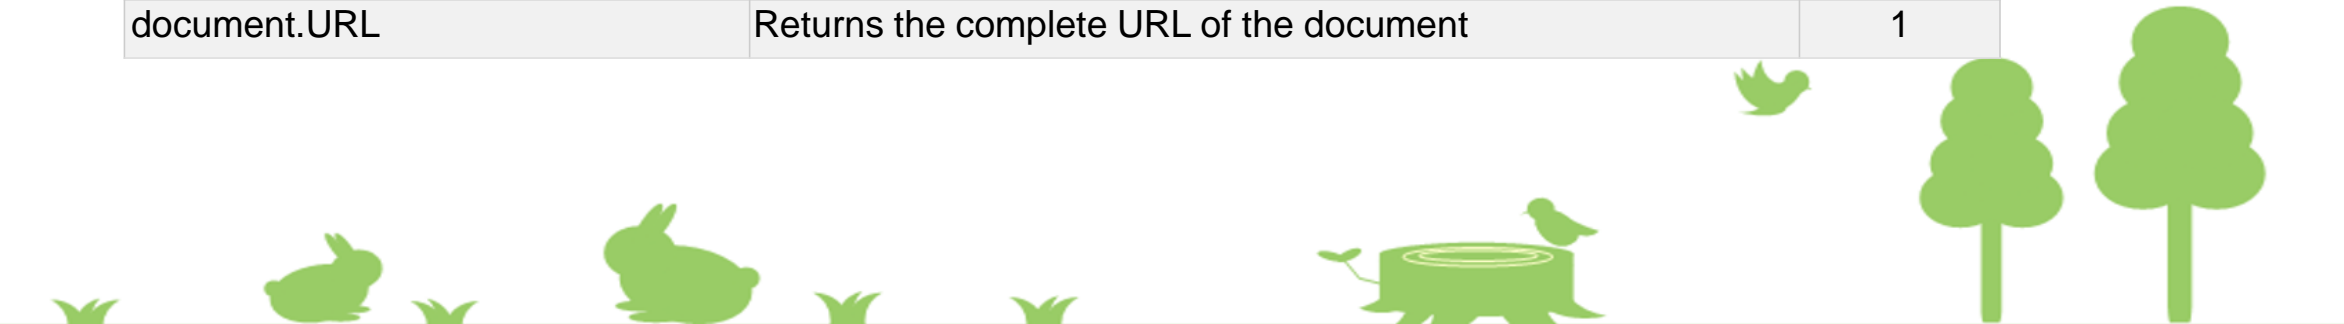 document.URL Returns the complete URL of the document 1